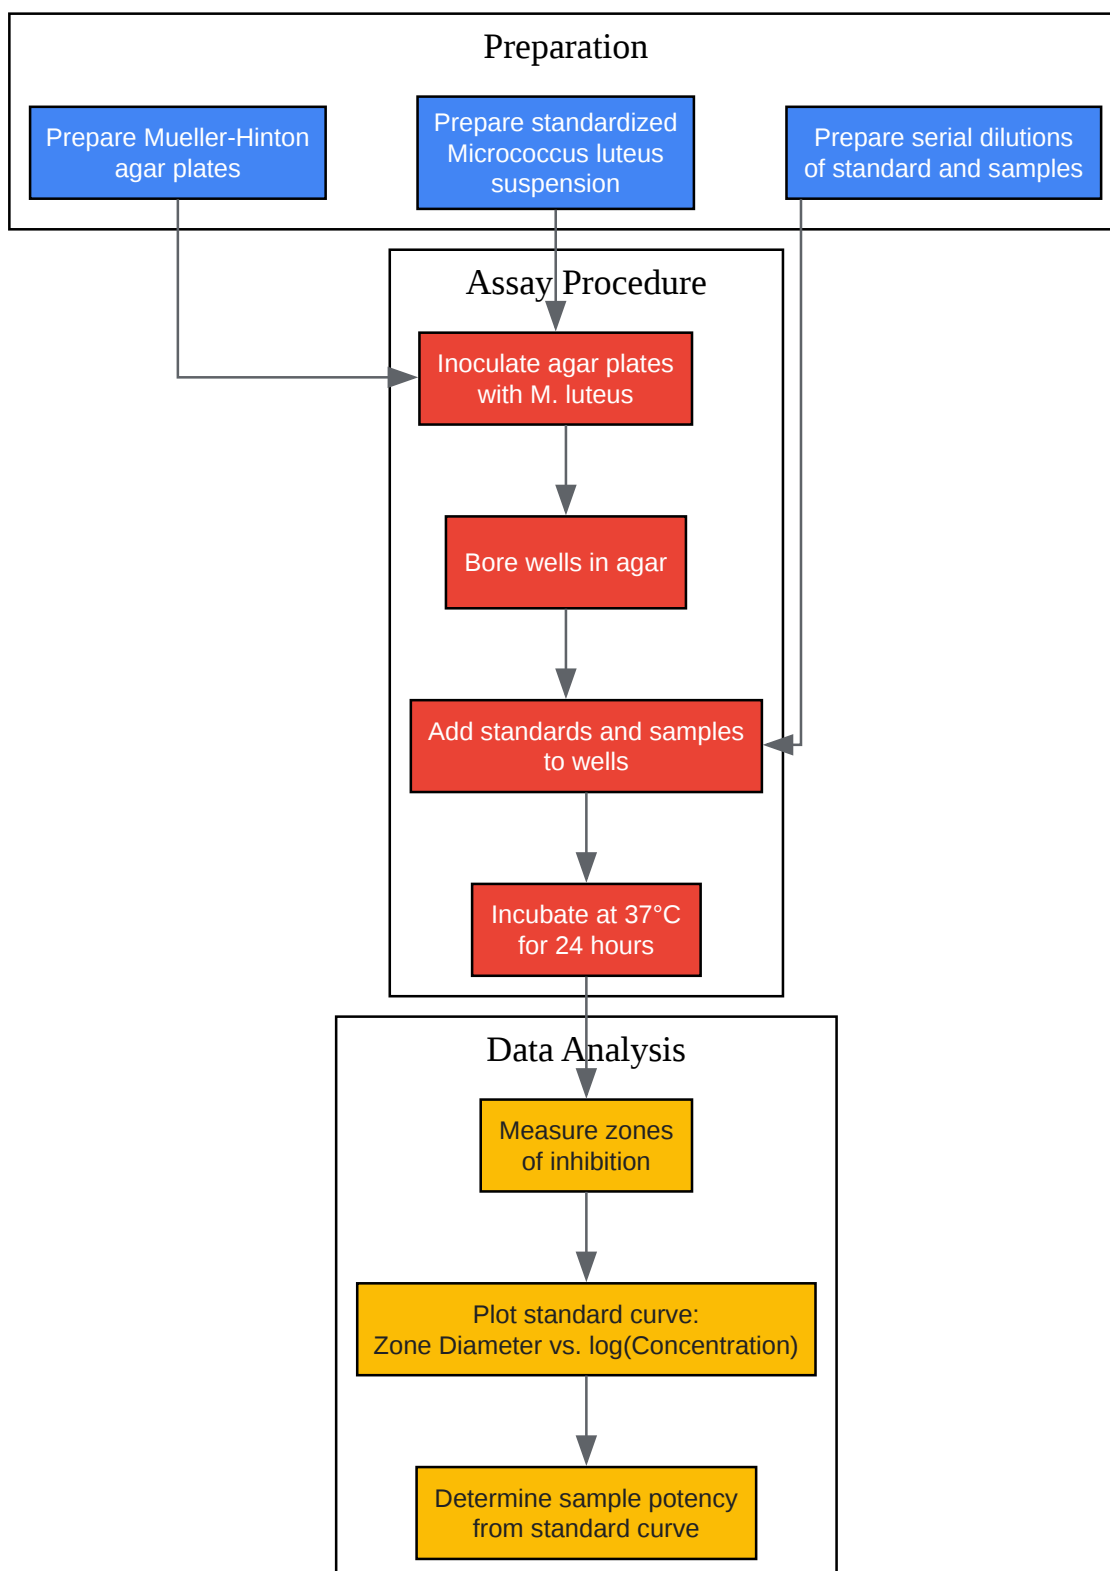 Preparation
Prepare Mueller-Hinton
agar plates
Prepare standardized
Micrococcus luteus
suspension
Prepare serial dilutions
of standard and samples
Assay Procedure
Inoculate agar plates
with M. luteus
Bore wells in agar
Add standards and samples
to wells
Incubate at 37°C
for 24 hours
Data Analysis
Measure zones
of inhibition
Plot standard curve:
Zone Diameter vs. log(Concentration)
Determine sample potency
from standard curve